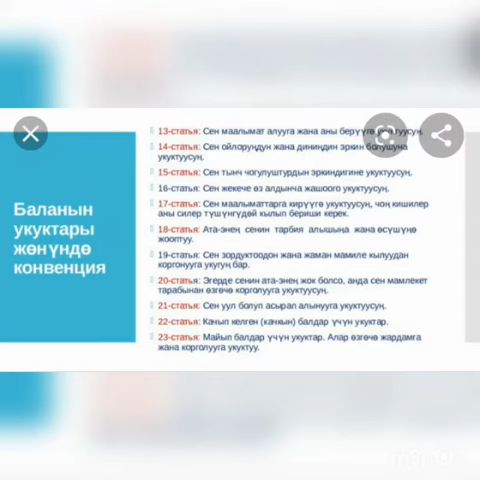 Баланын
укуктары
жөнүндө
конвенция
13-статья: Сен маалымат алууга жана аны берүүгө укуктуусуң.
14-статья: Сен ойлоруңдун жана диниңдин эркин болушуна
укуктуусуң.
15-статья: Сен тынч чогулуштурдын эркиндигине укуктуусуң.
16-статья: Сен жекече өз алдынча жашоого укуктуусуң.
17-статья: Сен маалыматтарга кирүүгө укуктуусуң, чоң кишилер
аны силер түшүнгүдөй кылып бериши керек.
18-статья: Ата-энең сенин тарбия алышыңа жана өсүшүңө
жооптуу.
19-статья: Сен зордуктоодон жана жаман мамиле кылуудан
коргонууга укугуң бар.
20-статья: Эгерде сенин ата-энең жок болсо, анда сен мамлекет
тарабынан өзгөчө корголууга укуктуусуң.
21-статья: Сен уул болуп асырап алынууга укуктуусуң.
22-статья: Качып келген (качкын) балдар үчүн укуктар.
23-статья: Майып балдар үчүн укуктар. Алар өзгөчө жардамга
жана корголууга укуктуу.